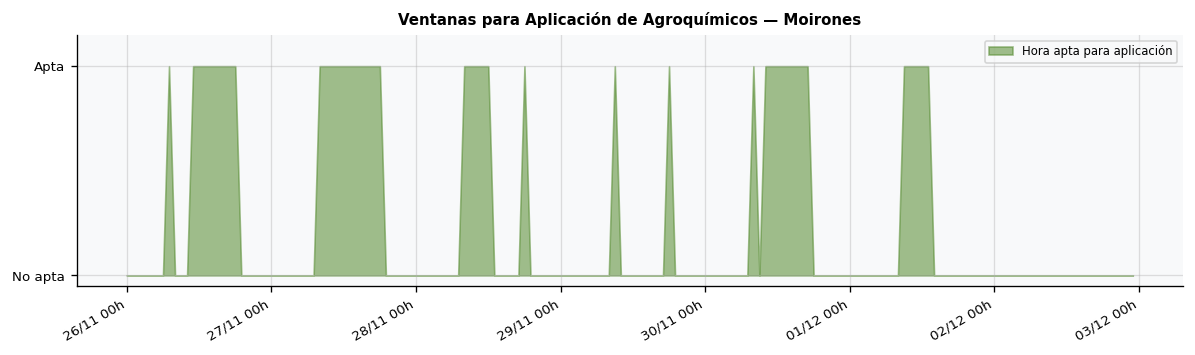 Ventanas para Aplicación de Agroquímicos — Moirones
Hora apta para aplicación
Apta
No apta
26/11 00h
27/11 00h
28/11 00h
29/11 00h
30/11 00h
01/12 00h
02/12 00h
03/12 00h